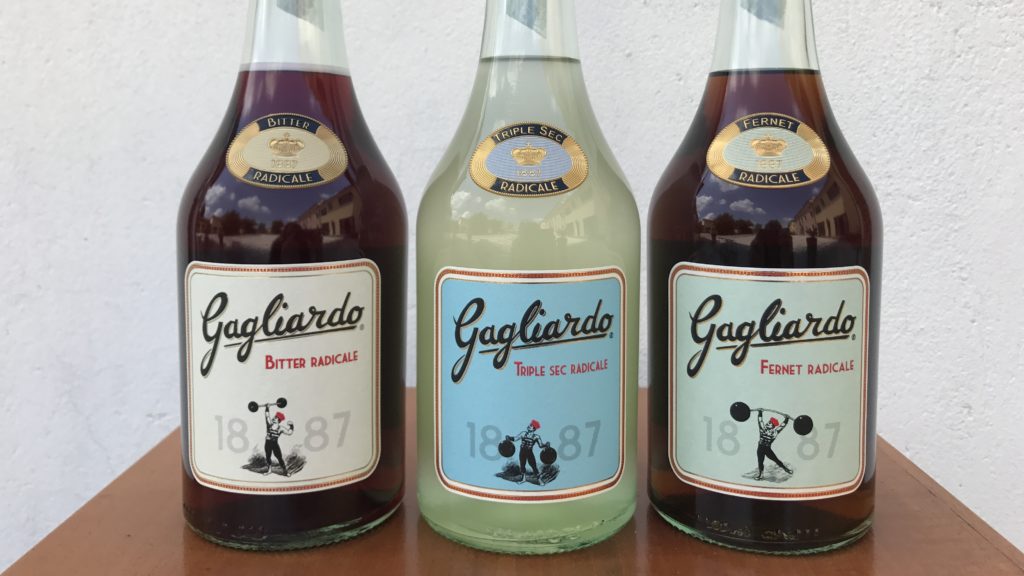 BITTER
1887
RADICALE
Gagliardo®
BITTER RADICALE
18 87
TRIPLE SEC
1887
RADICALE
Gagliardo®
TRIPLE SEC RADICALE
18 87
FERNET
1887
RADICALE
Gagliardo®
FERNET RADICALE
18 87